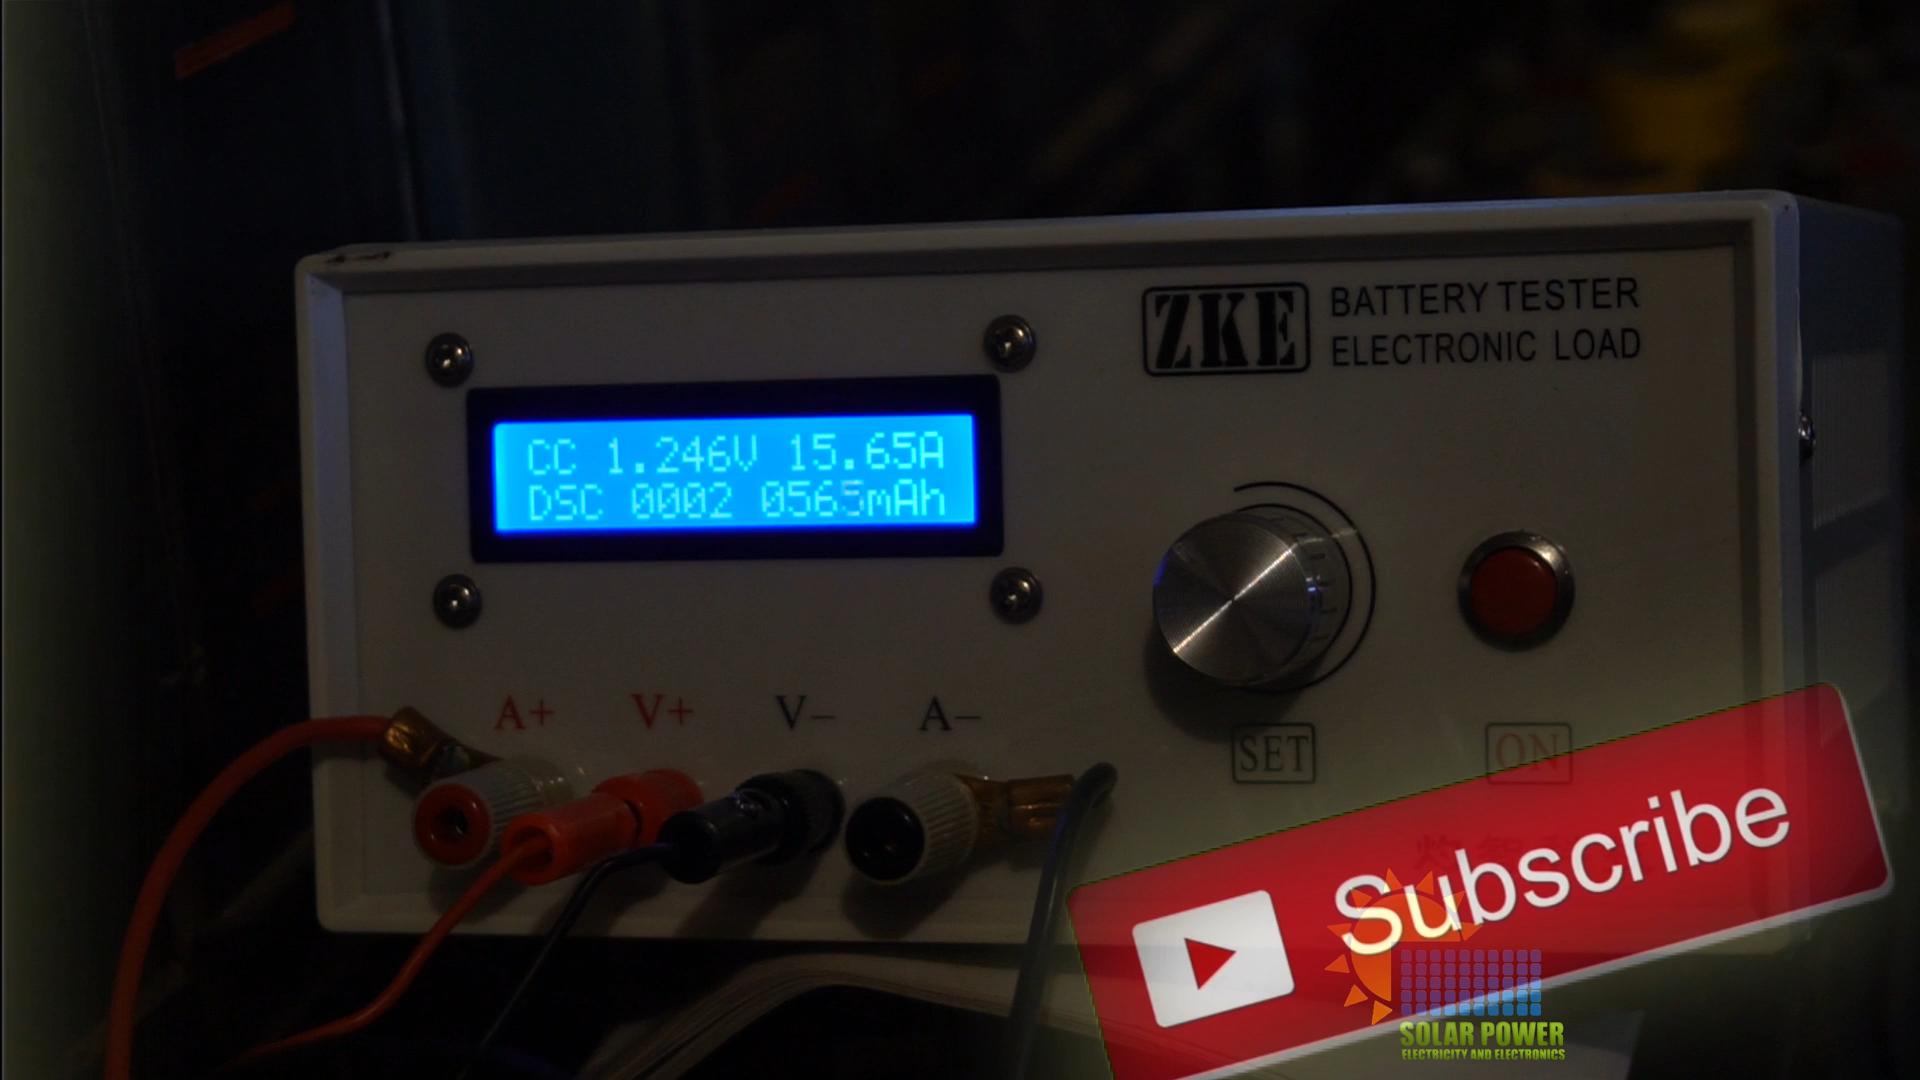 ZKE
BATTERY TESTER
ELECTRONIC LOAD
CC 1.246V 15.65A
DSC 0002 0565mAh
A+ V+ V− A−
SET
ON
Subscribe
SOLAR POWER
ELECTRICITY AND ELECTRONICS